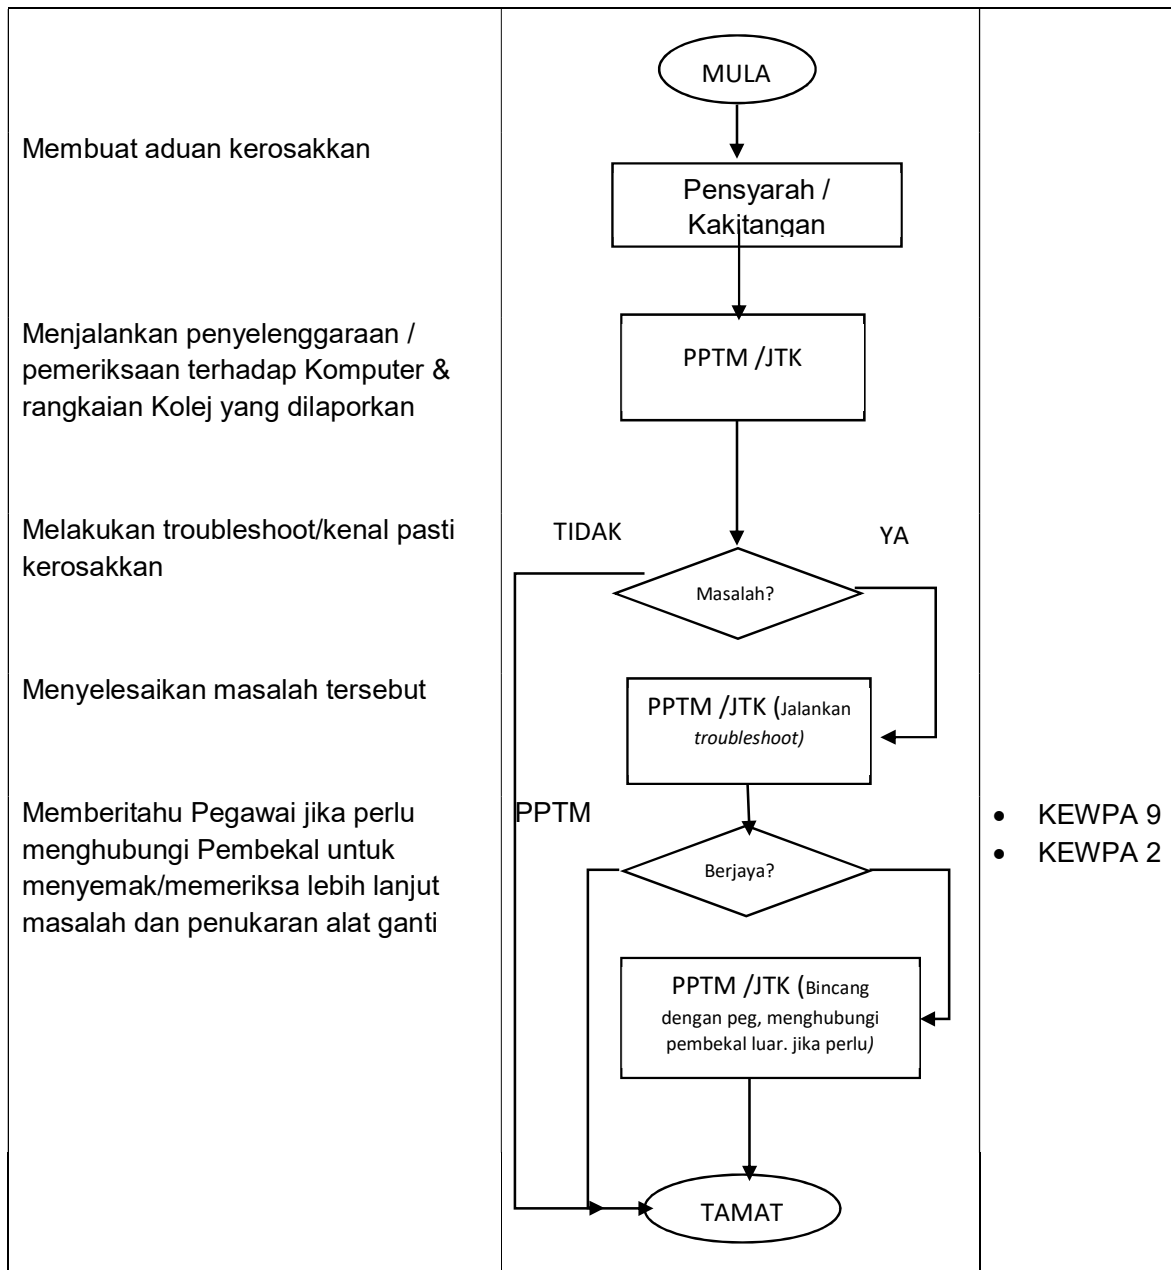 MULA
Membuat aduan kerosakkan
Pensyarah /
Kakitangan
Menjalankan penyelenggaraan /
pemeriksaan terhadap Komputer &
rangkaian Kolej yang dilaporkan
PPTM /JTK
Melakukan troubleshoot/kenal pasti
kerosakkan
TIDAK
YA
Masalah?
Menyelesaikan masalah tersebut
PPTM /JTK (Jalankan
troubleshoot)
Memberitahu Pegawai jika perlu
menghubungi Pembekal untuk
menyemak/memeriksa lebih lanjut
masalah dan penukaran alat ganti
PPTM
Berjaya?
• KEWPA 9
• KEWPA 2
PPTM /JTK (Bincang
dengan peg, menghubungi
pembekal luar. jika perlu)
TAMAT